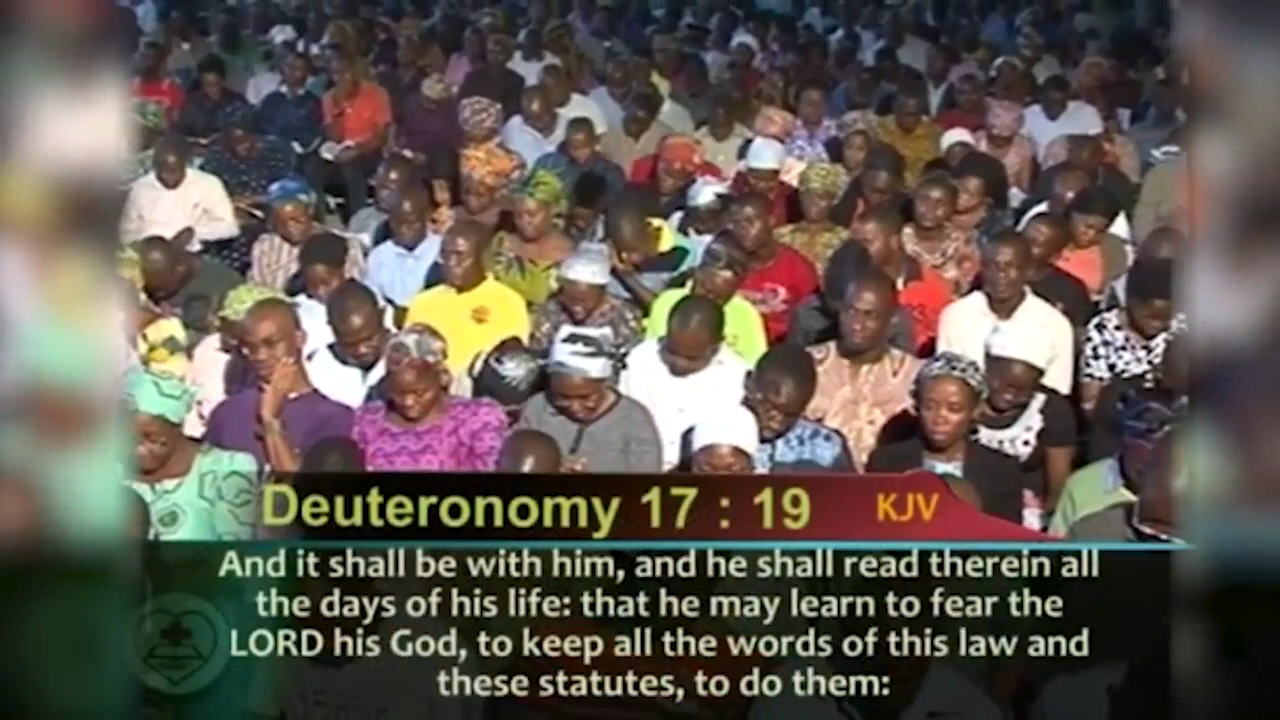 Deuteronomy 17 : 19 KJV
And it shall be with him, and he shall read therein all
the days of his life: that he may learn to fear the
LORD his God, to keep all the words of this law and
these statutes, to do them: